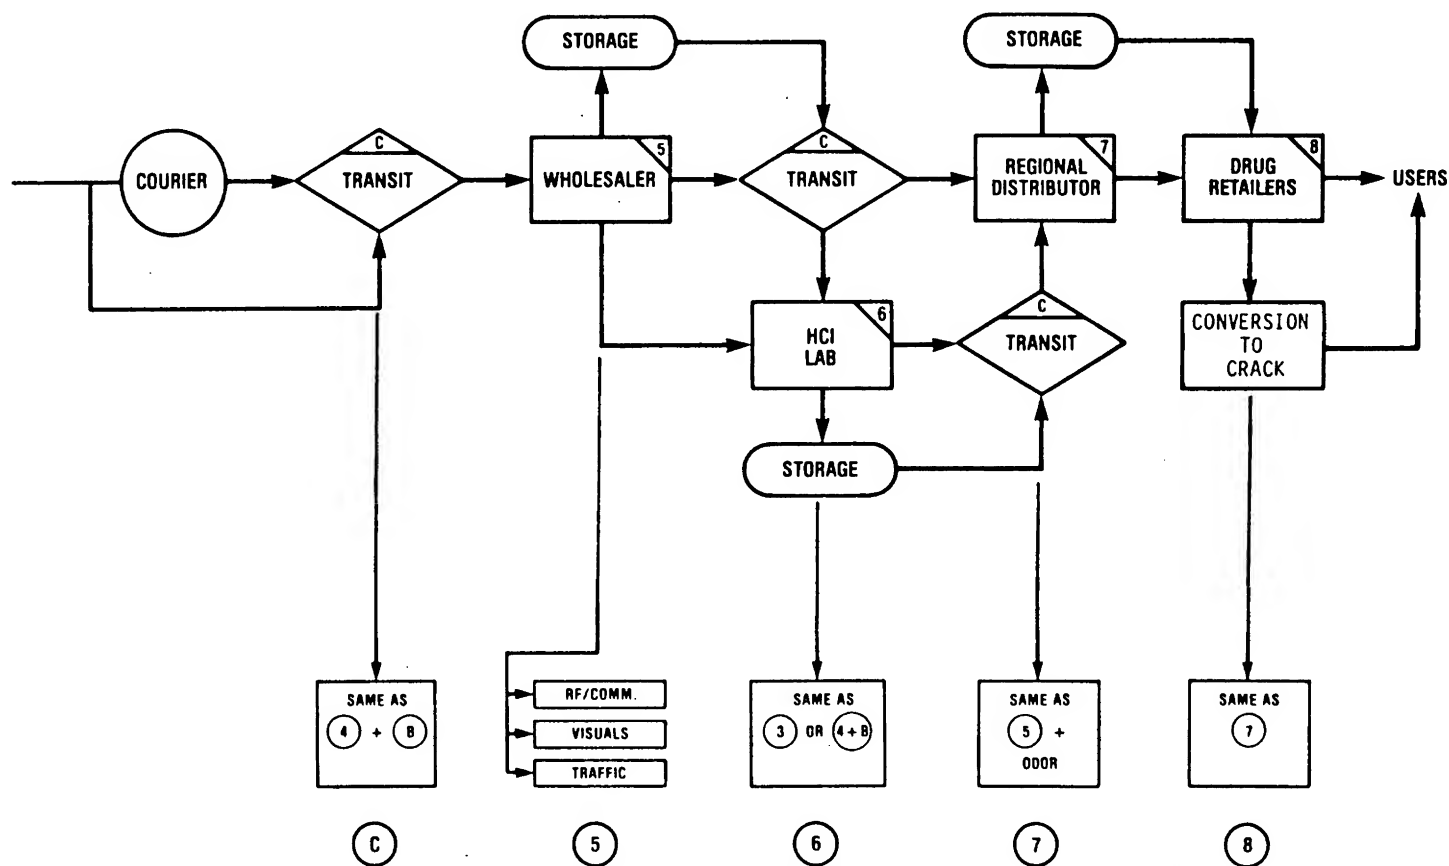 STORAGE
STORAGE
COURIER
C
TRANSIT
WHOLESALER
5
C
TRANSIT
REGIONAL
DISTRIBUTOR
7
DRUG
RETAILERS
8
USERS
HCl
LAB
6
C
TRANSIT
CONVERSION
TO
CRACK
STORAGE
SAME AS
4 + B
RF/COMM.
VISUALS
TRAFFIC
SAME AS
3 OR 4+B
SAME AS
5 +
ODOR
SAME AS
7
C
5
6
7
8